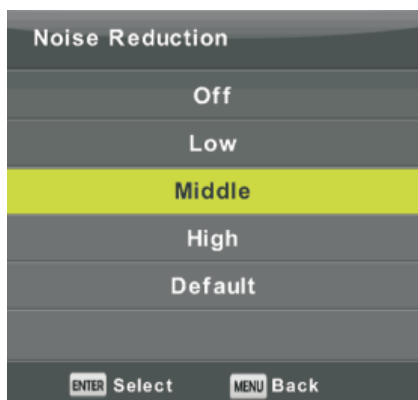 Noise Reduction
Off
Low
Middle
High
Default
ENTER Select MENU Back